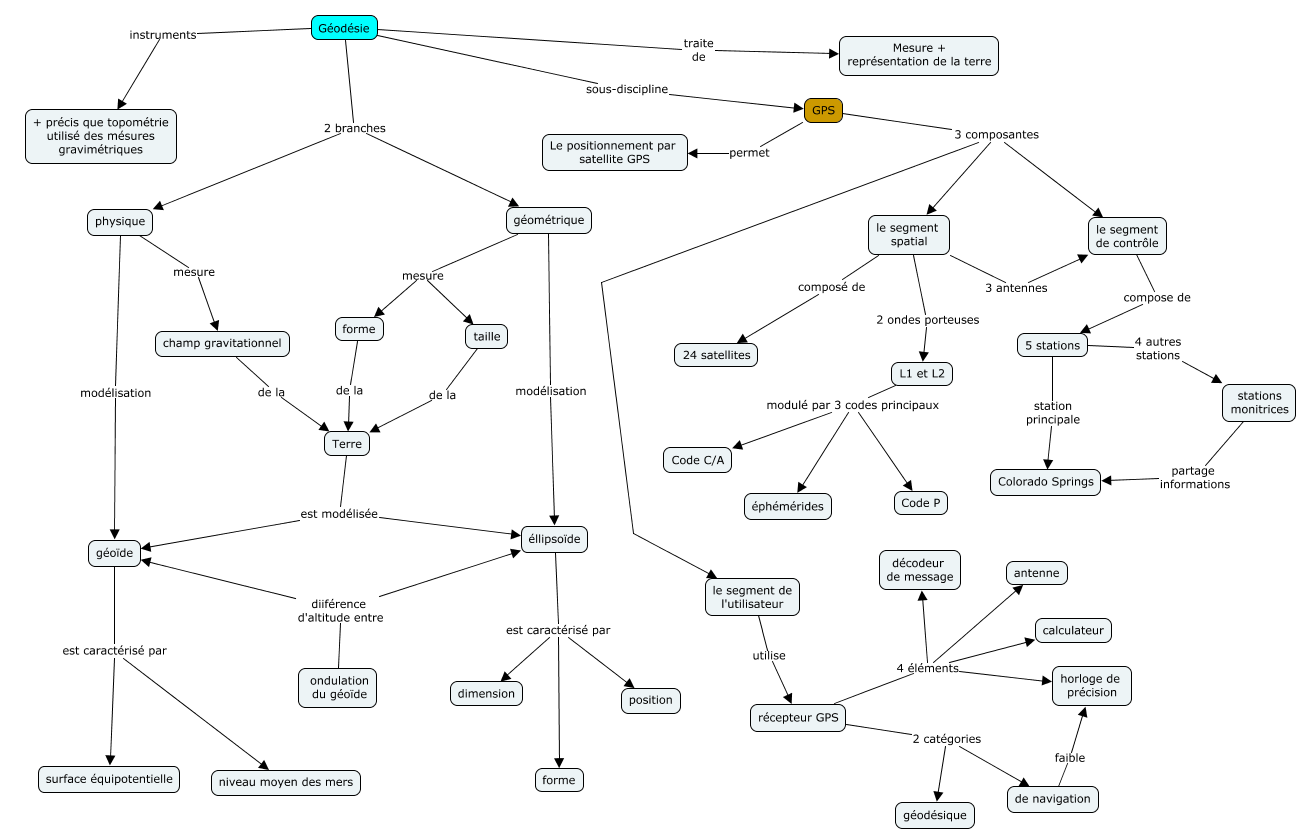 Géodésie
instruments
traite
de
Mesure +
représentation de la terre
sous-discipline
GPS
+ précis que topométrie
utilisé des mésures
gravimétriques
2 branches
3 composantes
Le positionnement par
satellite GPS
permet
physique
géométrique
le segment
spatial
le segment
de contrôle
mesure
mesure
composé de
3 antennes
compose de
2 ondes porteuses
forme
taille
champ gravitationnel
24 satellites
5 stations
4 autres
stations
L1 et L2
modélisation
de la
de la
de la
modélisation
modulé par 3 codes principaux
station
principale
stations
monitrices
Terre
Code C/A
éphémérides
Code P
Colorado Springs
partage
informations
est modélisée
géoïde
éllipsoïde
décodeur
de message
antenne
diiférence
d'altitude entre
le segment de
l'utilisateur
calculateur
est caractérisé par
est caractérisé par
utilise
4 éléments
ondulation
du géoïde
dimension
position
horloge de
précision
récepteur GPS
2 catégories
faible
surface équipotentielle
niveau moyen des mers
forme
de navigation
géodésique